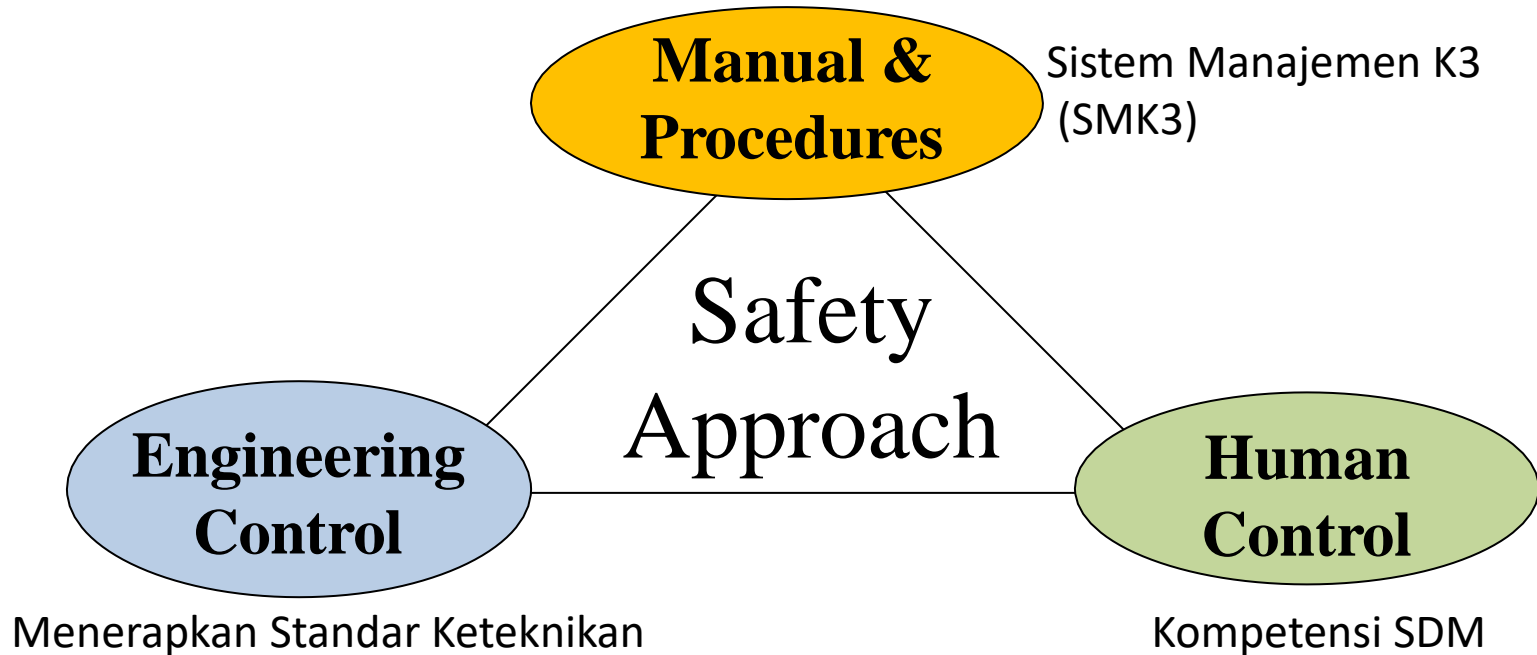 Manual &
Procedures
Sistem Manajemen K3
(SMK3)
Safety
Approach
Engineering
Control
Human
Control
Menerapkan Standar Keteknikan
Kompetensi SDM